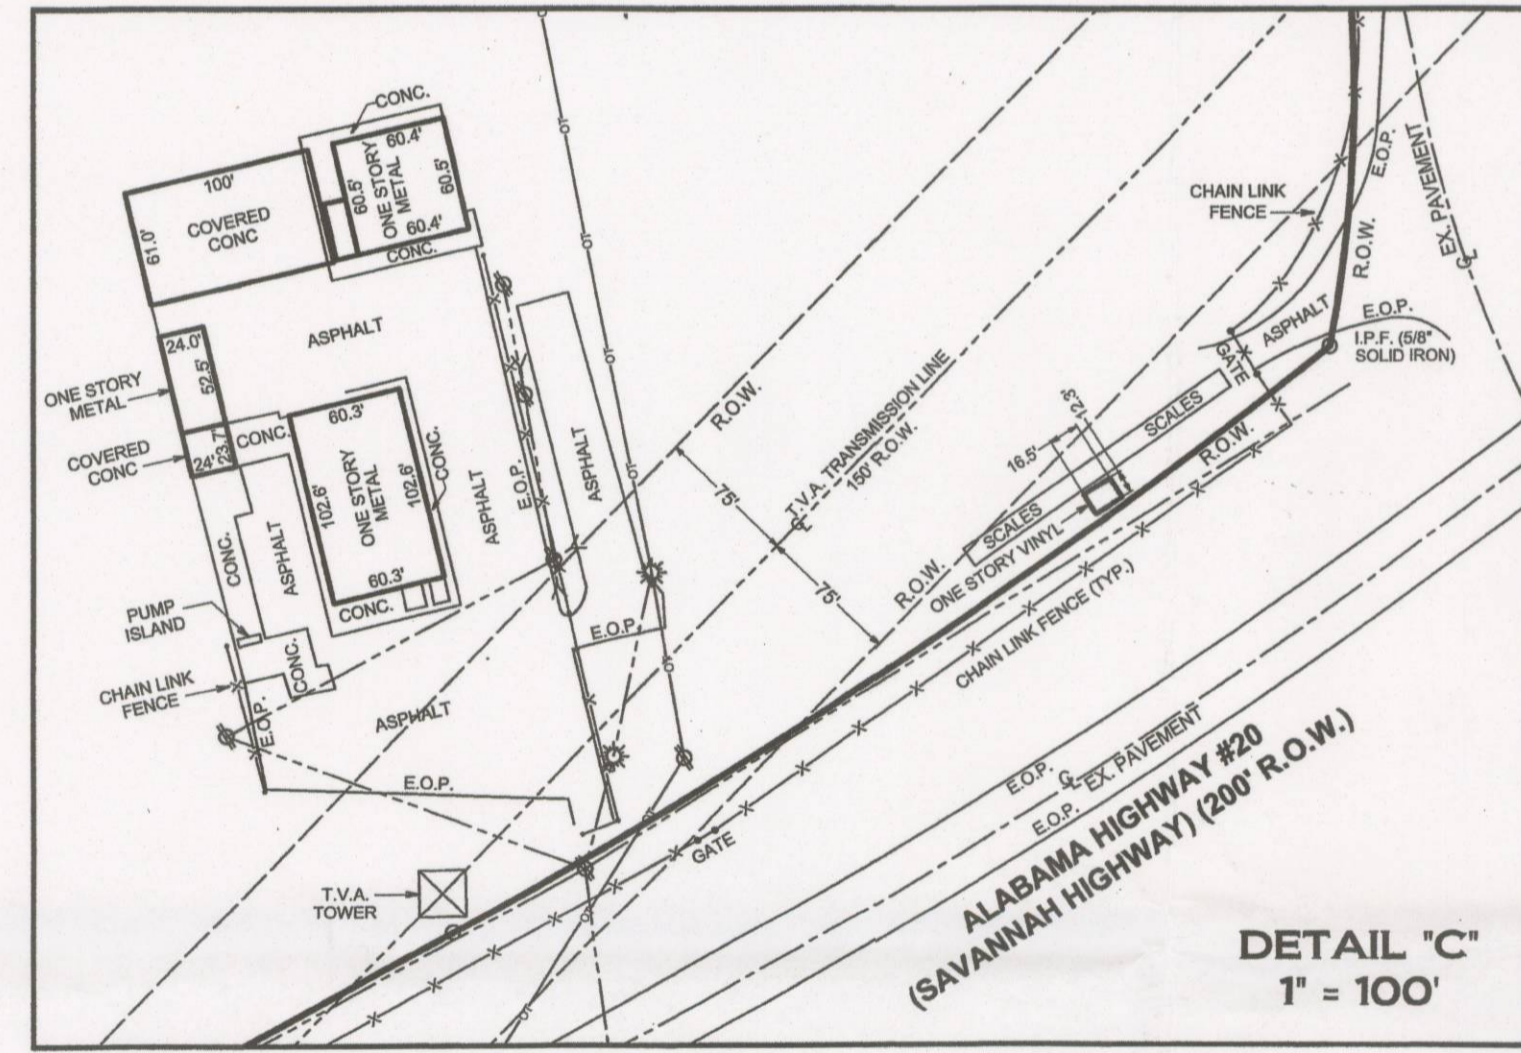 CONC.
60.4'
ONE STORY
METAL
60.5'
60.5'
60.4'
CONC.
100'
COVERED
CONC
61.0'
ASPHALT
24.0'
52.5'
ONE STORY
METAL
COVERED
CONC
24'
23.7'
CONC.
60.3'
ONE STORY
METAL
102.6'
102.6'
60.3'
CONC.
CONC.
CONC.
ASPHALT
ASPHALT
E.O.P.
ASPHALT
PUMP
ISLAND
CONC.
CHAIN LINK
FENCE
E.O.P.
ASPHALT
E.O.P.
E.O.P.
T.V.A.
TOWER
R.O.W.
75'
75'
T.V.A. TRANSMISSION LINE
150' R.O.W.
℄
R.O.W.
SCALES
ONE STORY VINYL
16.5'
SCALES
R.O.W.
CHAIN LINK FENCE (TYP.)
GATE
CHAIN LINK
FENCE
GATE
ASPHALT
E.O.P.
R.O.W.
EX. PAVEMENT
℄
E.O.P.
I.P.F. (5/8"
SOLID IRON)
E.O.P.
℄ EX. PAVEMENT
E.O.P.
ALABAMA HIGHWAY #20
(SAVANNAH HIGHWAY) (200' R.O.W.)
DETAIL "C"
1" = 100'